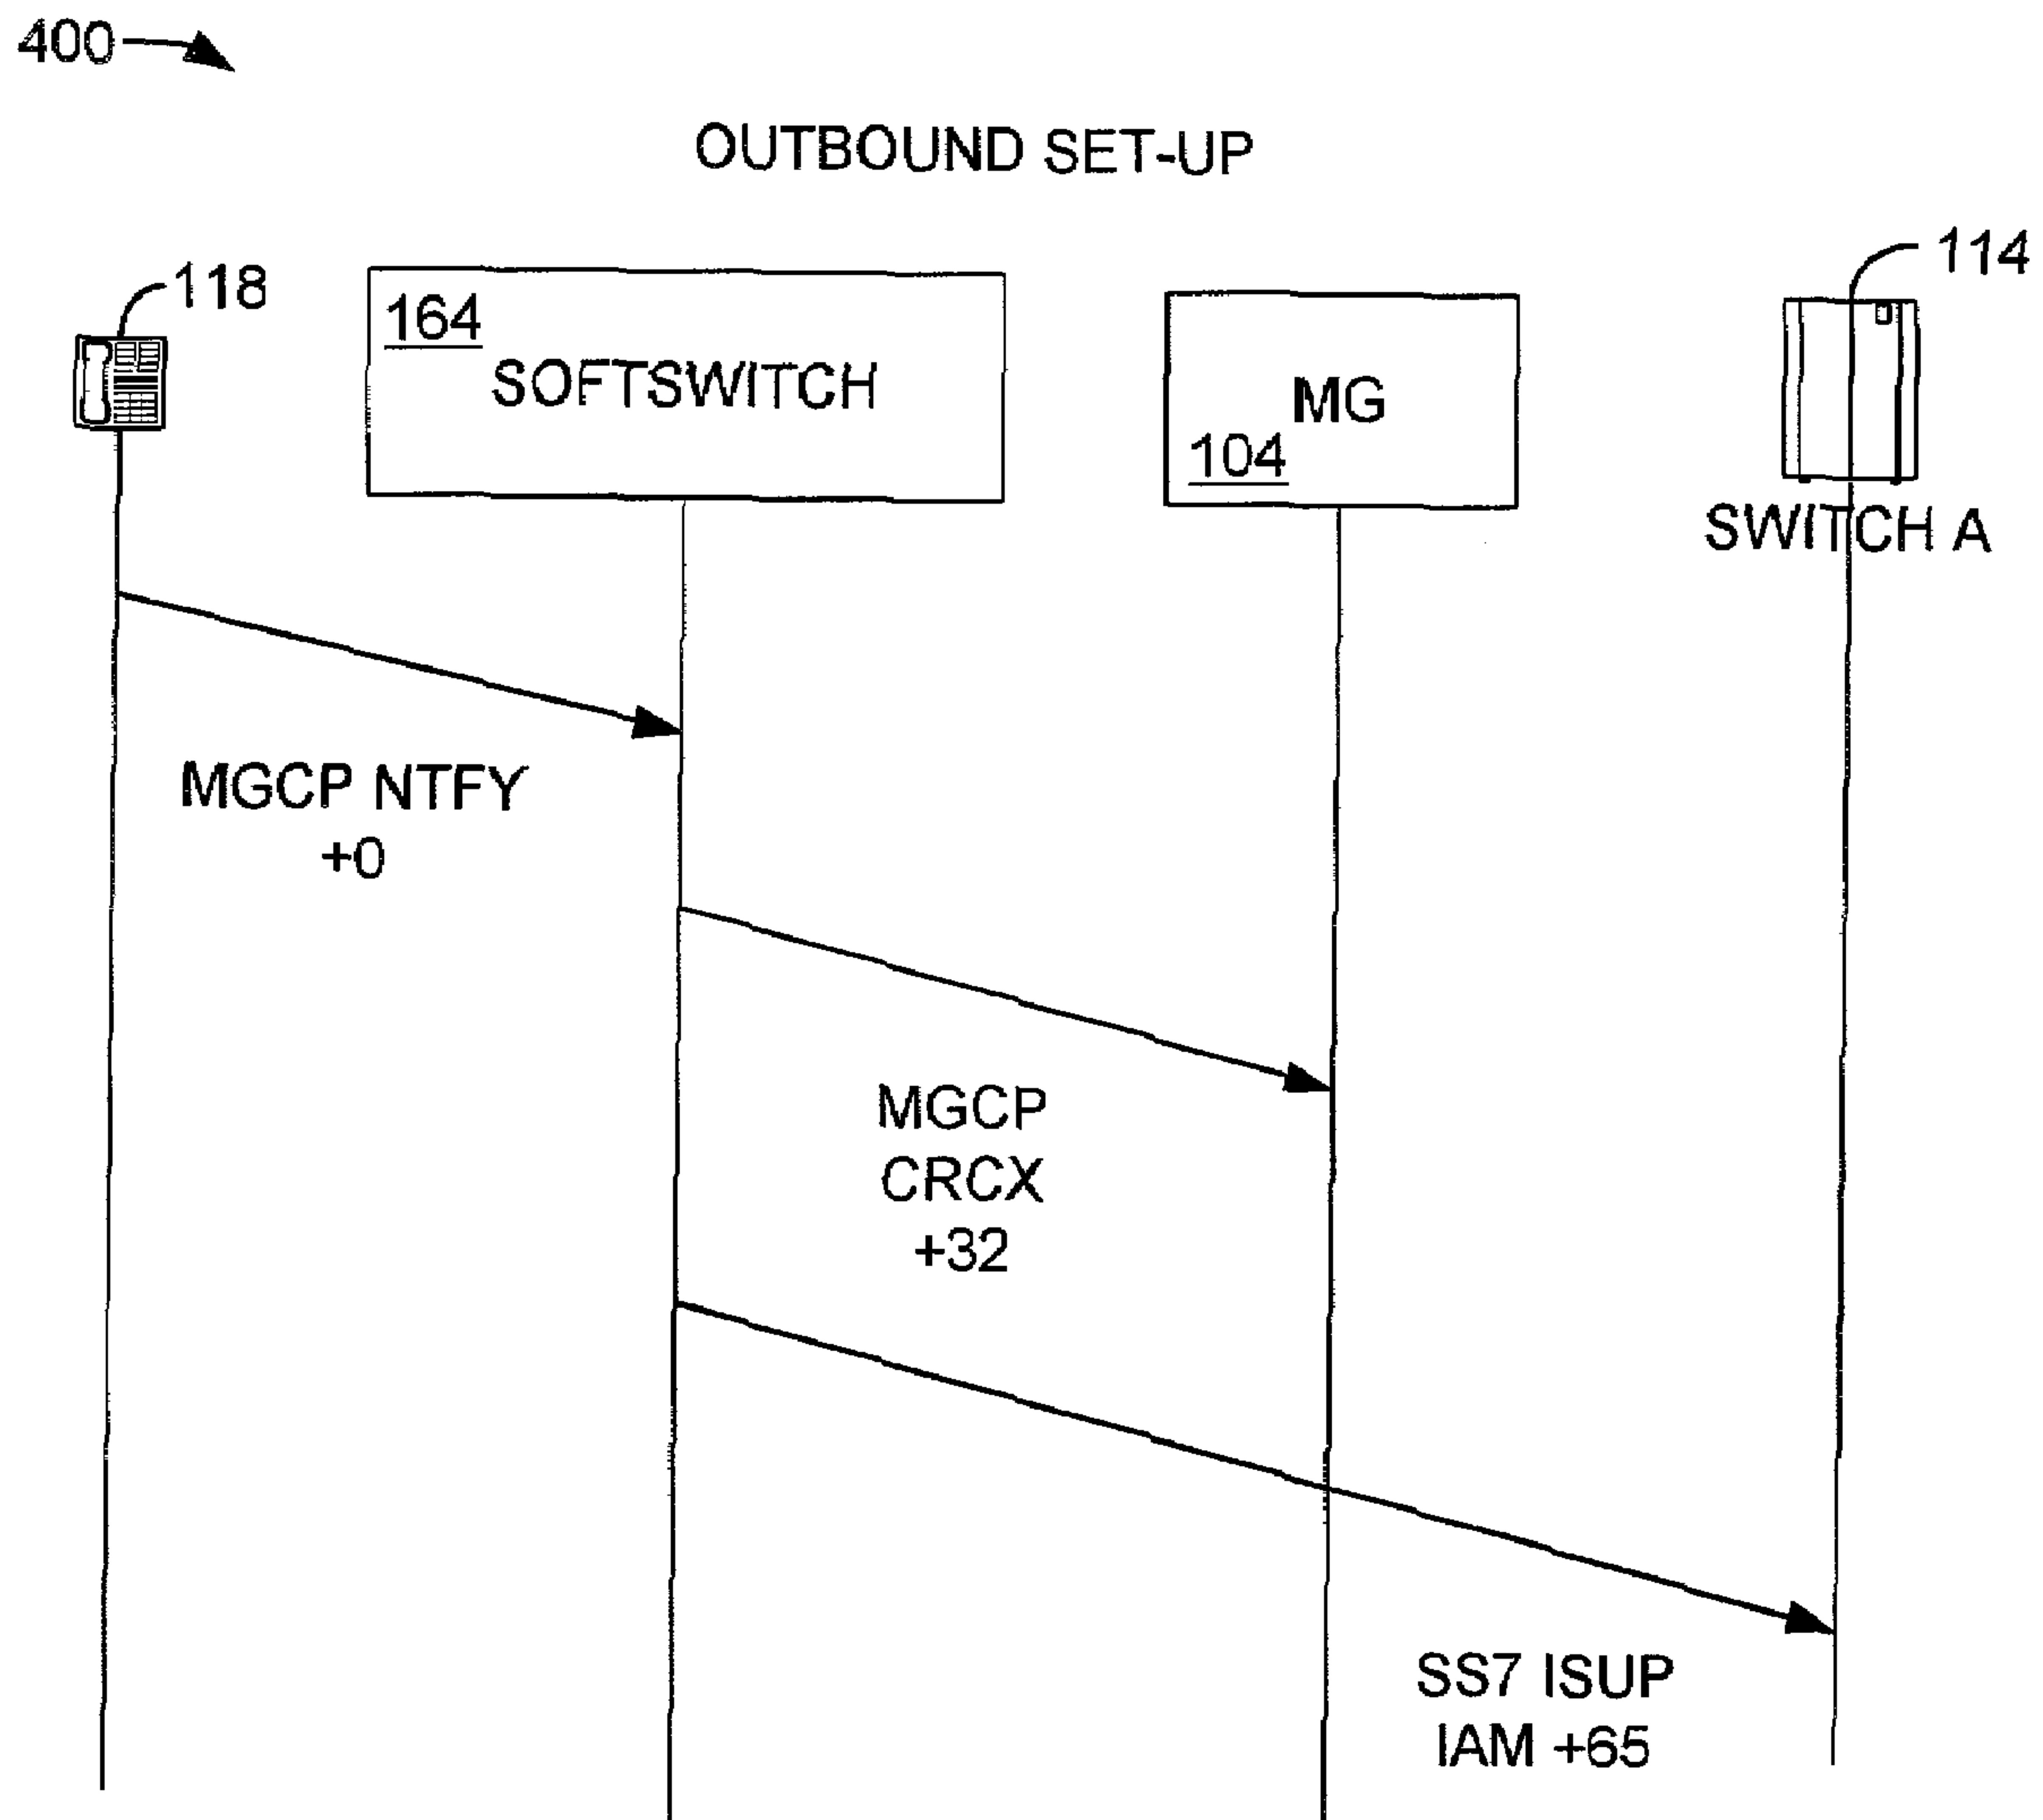 400
OUTBOUND SET-UP
118
164
SOFTSWITCH
MG
104
114
SWITCH A
MGCP NTFY
+0
MGCP
CRCX
+32
SS7 ISUP
IAM +65